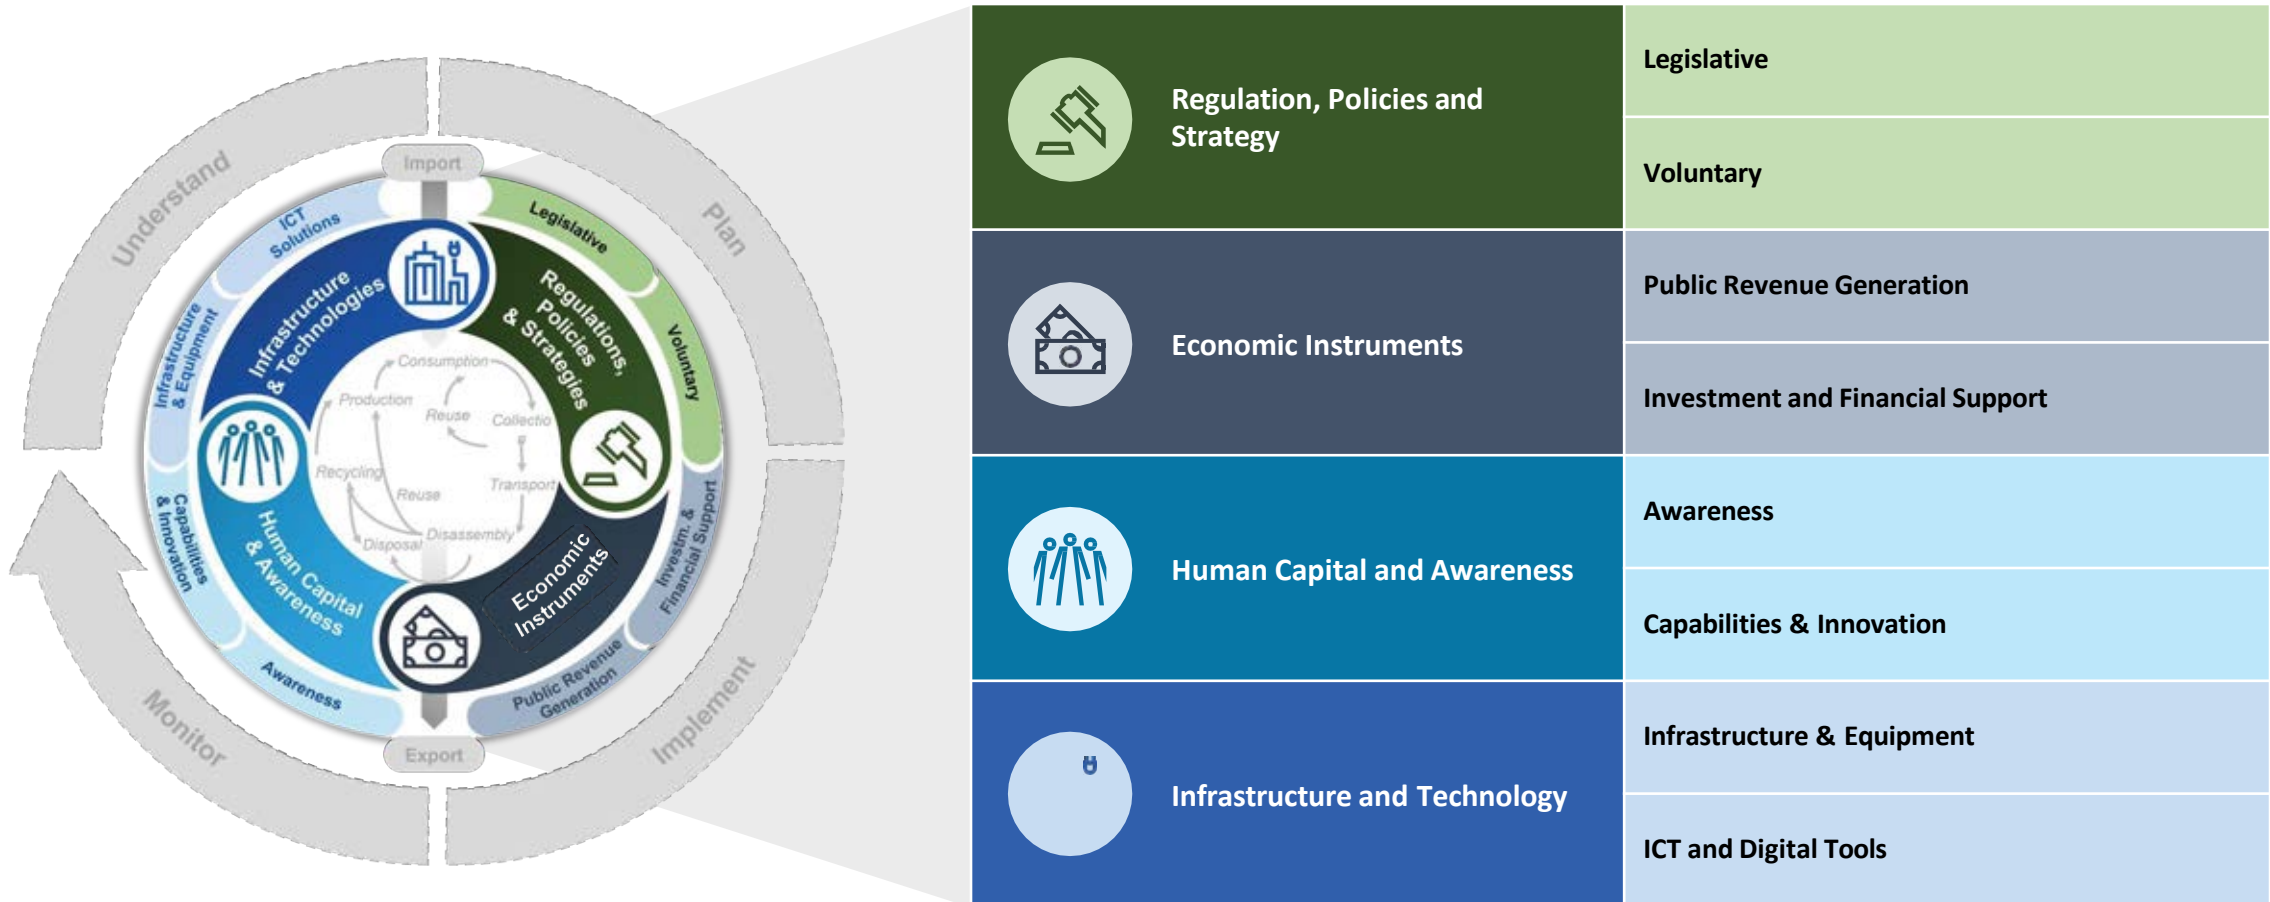 Understand
Plan
Implement
Monitor
Import
Export
ICT
Solutions
Legislative
Voluntary
Investm. &
Financial Support
Public Revenue
Generation
Awareness
Capabilities
& Innovation
Infrastructure
& Equipment
Infrastructure
& Technologies
Regulations,
Policies
& Strategies
Economic
Instruments
Human Capital
& Awareness
Consumption
Production
Reuse
Collectio
Recycling
Reuse
Transport
Disassembly
Disposal
Regulation, Policies and
Strategy
Legislative
Voluntary
Economic Instruments
Public Revenue Generation
Investment and Financial Support
Human Capital and Awareness
Awareness
Capabilities & Innovation
Infrastructure and Technology
Infrastructure & Equipment
ICT and Digital Tools